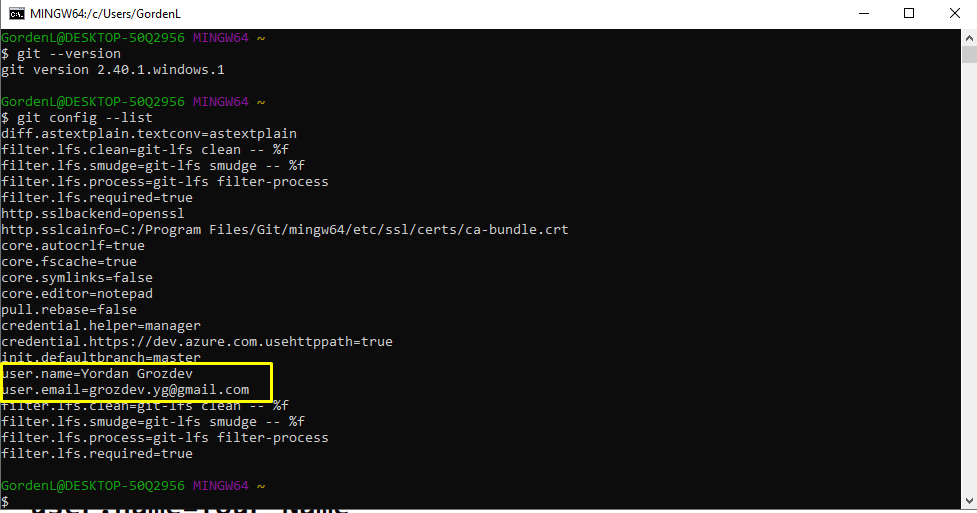 MINGW64:/c/Users/GordenL
GordenL@DESKTOP-50Q2956 MINGW64 ~
$ git --version
git version 2.40.1.windows.1
GordenL@DESKTOP-50Q2956 MINGW64 ~
$ git config --list
diff.astextplain.textconv=astextplain
filter.lfs.clean=git-lfs clean -- %f
filter.lfs.smudge=git-lfs smudge -- %f
filter.lfs.process=git-lfs filter-process
filter.lfs.required=true
http.sslbackend=openssl
http.sslcainfo=C:/Program Files/Git/mingw64/etc/ssl/certs/ca-bundle.crt
core.autocrlf=true
core.fscache=true
core.symlinks=false
core.editor=notepad
pull.rebase=false
credential.helper=manager
credential.https://dev.azure.com.usehttppath=true
init.defaultbranch=master
user.name=Yordan Grozdev
user.email=grozdev.yg@gmail.com
filter.lfs.clean=git-lfs clean -- %f
filter.lfs.smudge=git-lfs smudge -- %f
filter.lfs.process=git-lfs filter-process
filter.lfs.required=true
GordenL@DESKTOP-50Q2956 MINGW64 ~
$
user.name=Your Name